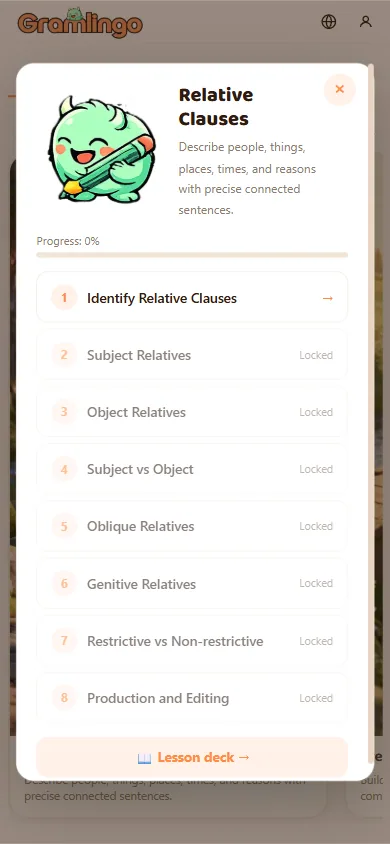 Gramlingo
Relative
Clauses
Describe people, things,
places, times, and reasons
with precise connected
sentences.
Progress: 0%
1 Identify Relative Clauses →
2 Subject Relatives Locked
3 Object Relatives Locked
4 Subject vs Object Locked
5 Oblique Relatives Locked
6 Genitive Relatives Locked
7 Restrictive vs Non-restrictive Locked
8 Production and Editing Locked
📖 Lesson deck →
Describe people, things, places, times, and reasons with
precise connected sentences.